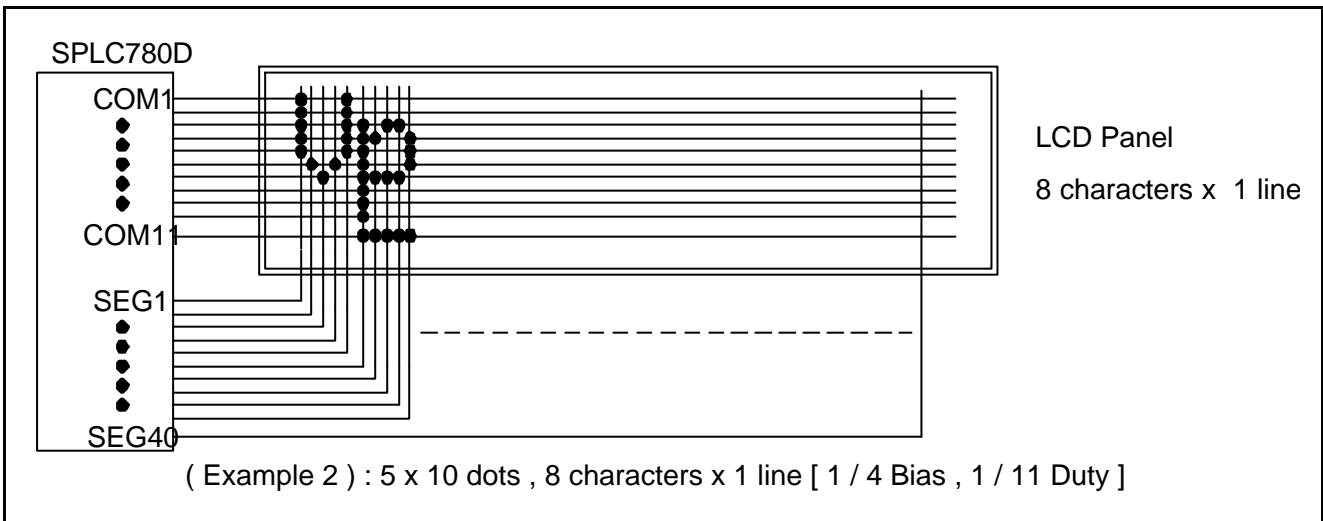 SPLC780D
COM1
COM11
SEG1
SEG40
LCD Panel
8 characters x 1 line
( Example 2 ) : 5 x 10 dots , 8 characters x 1 line [ 1 / 4 Bias , 1 / 11 Duty ]